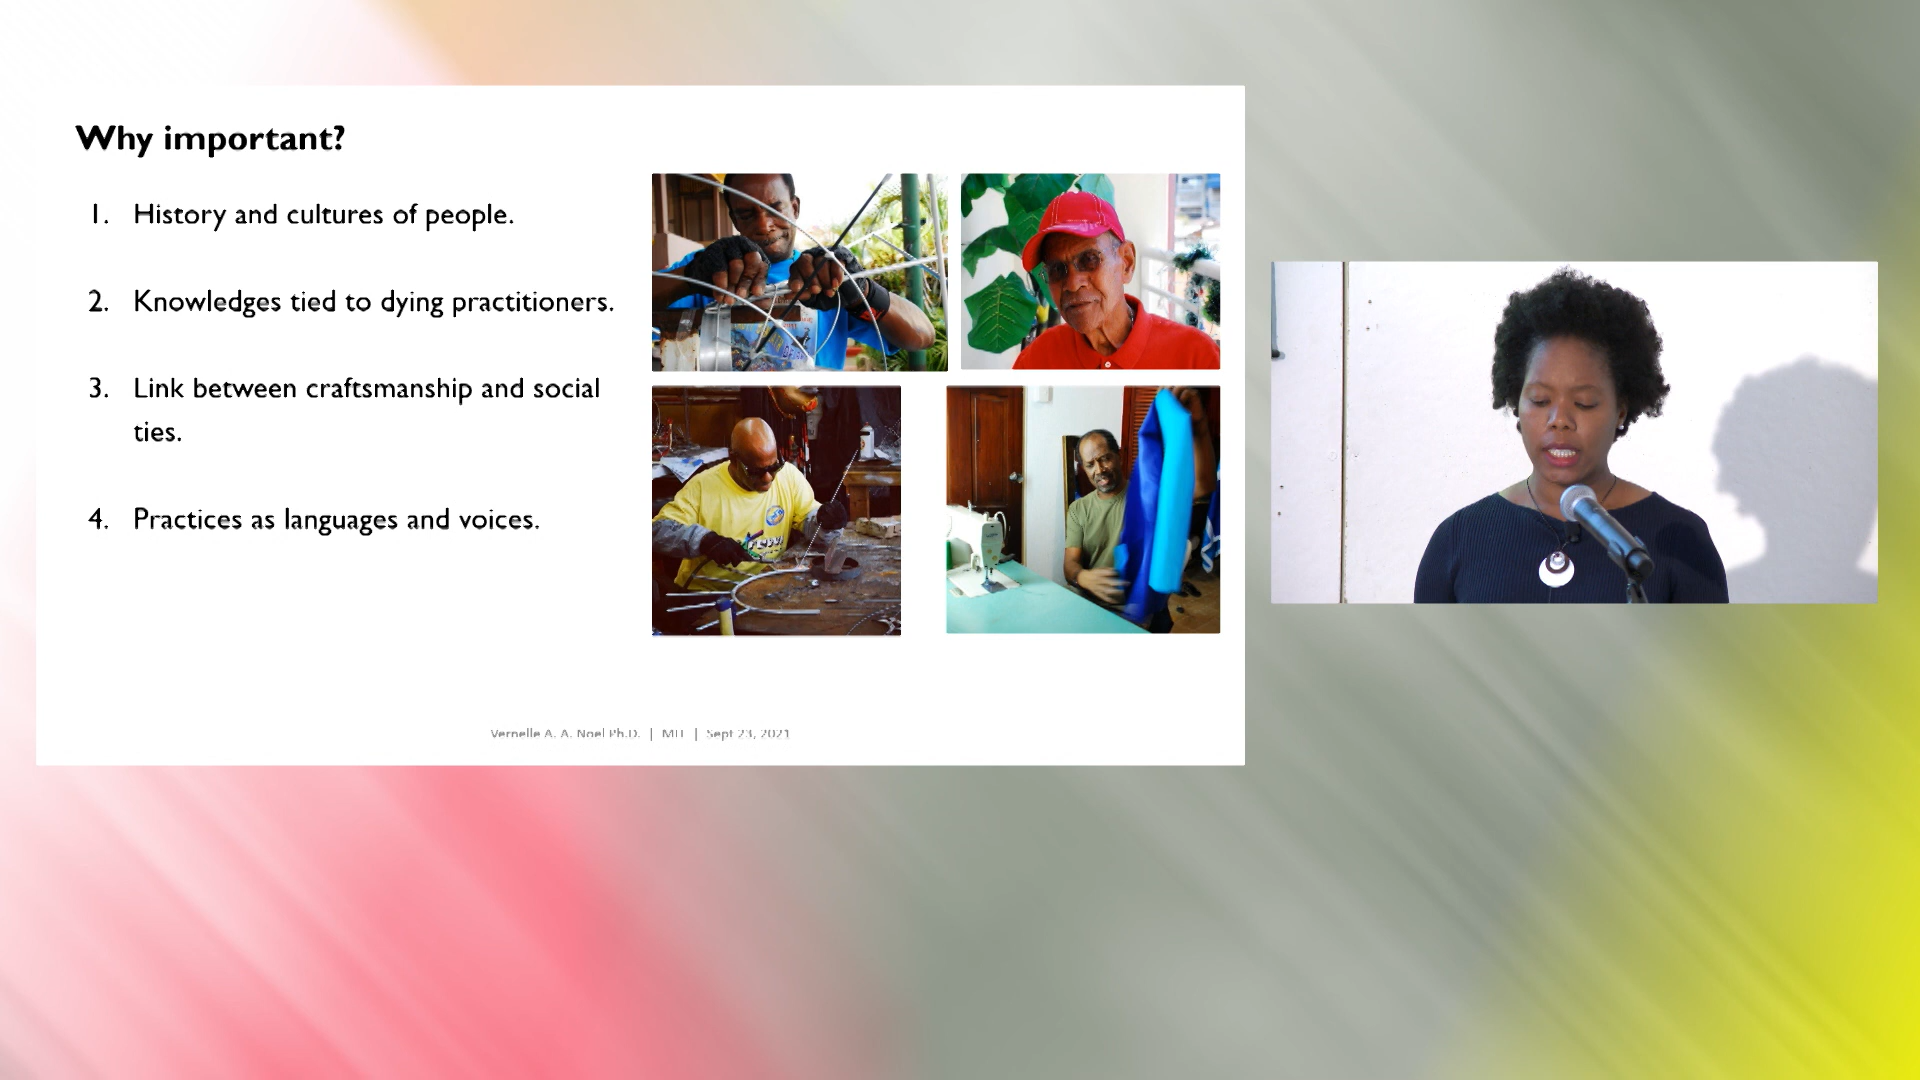 Why important?
1. History and cultures of people.
2. Knowledges tied to dying practitioners.
3. Link between craftsmanship and social
ties.
4. Practices as languages and voices.
Vernelle A. A. Noel Ph.D. | MIT | Sept 23, 2021